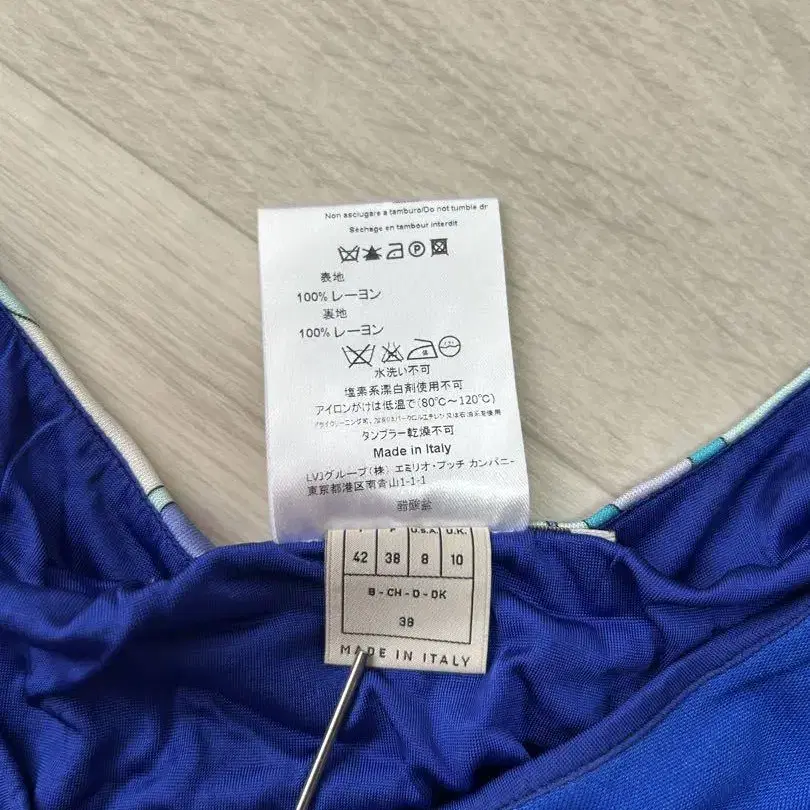 Non asciugare a tamburo/Do not tumble dr
Séchage en tambour interdit
表地
100% レーヨン
裏地
100% レーヨン
水洗い不可
塩素系漂白剤使用不可
アイロンがけは低温で(80℃～120℃)
タンブラー乾燥不可
Made in Italy
LVJグループ(株) エミリオ・プッチ カンパニー
東京都港区南青山1-1-1
醋酸盐
I F U.S.A. U.K.
42 38 8 10
B - CH - D - DK
38
MADE IN ITALY